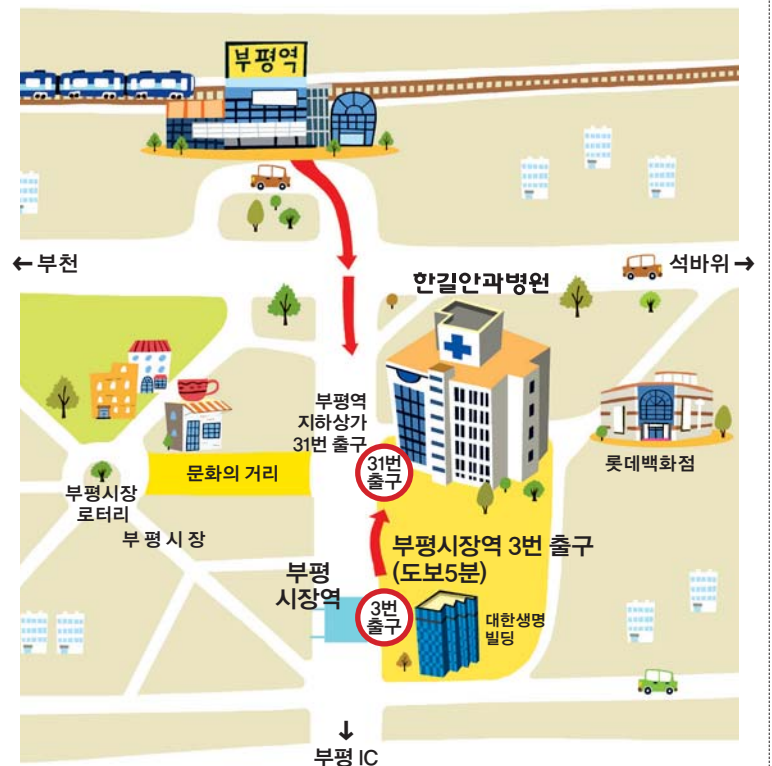 부평역
← 부천
석바위 →
한길안과병원
부평역
지하상가
31번 출구
31번
출구
롯데백화점
문화의 거리
부평시장
로터리
부평시장
부평시장역 3번 출구
(도보5분)
부평
시장역
3번
출구
대한생명
빌딩
↓
부평 IC